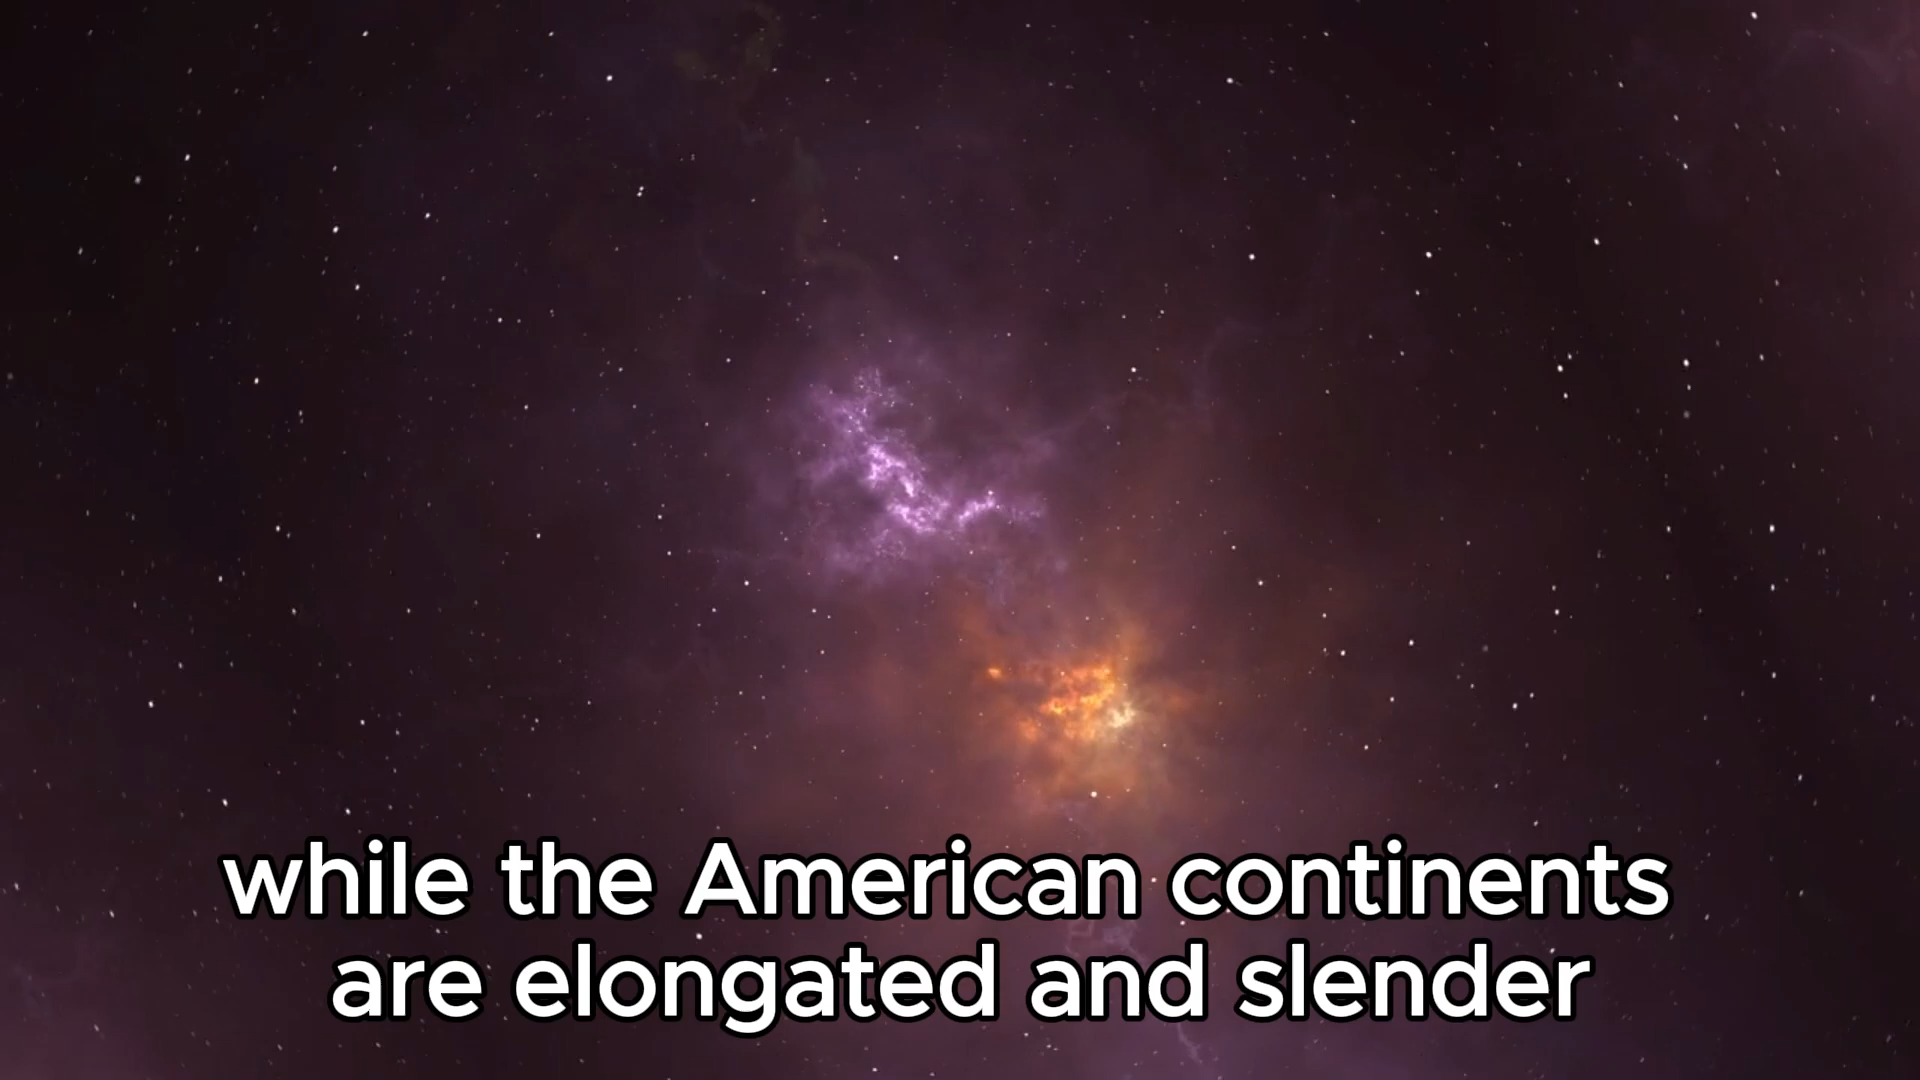 while the American continents
are elongated and slender